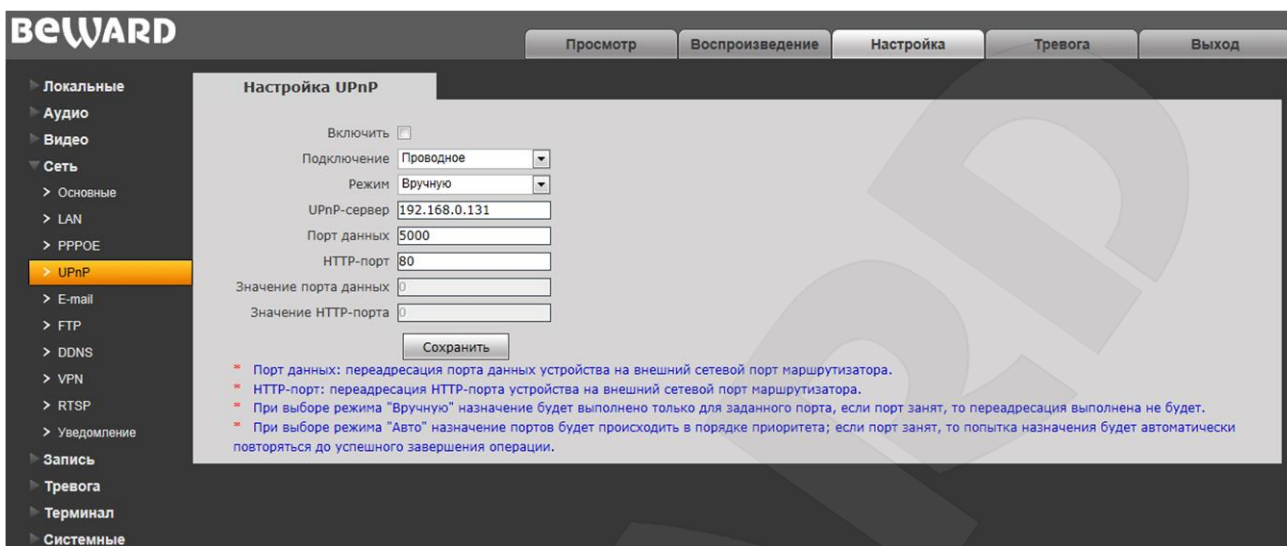 BEWARD
Просмотр Воспроизведение Настройка Тревога Выход
Локальные
Аудио
Видео
Сеть
> Основные
> LAN
> PPPOE
> UPnP
> E-mail
> FTP
> DDNS
> VPN
> RTSP
> Уведомление
Запись
Тревога
Терминал
Системные
Настройка UPnP
Включить
Подключение Проводное
Режим Вручную
UPnP-сервер 192.168.0.131
Порт данных 5000
HTTP-порт 80
Значение порта данных 0
Значение HTTP-порта 0
Сохранить
* Порт данных: переадресация порта данных устройства на внешний сетевой порт маршрутизатора.
* HTTP-порт: переадресация HTTP-порта устройства на внешний сетевой порт маршрутизатора.
* При выборе режима "Вручную" назначение будет выполнено только для заданного порта, если порт занят, то переадресация выполнена не будет.
* При выборе режима "Авто" назначение портов будет происходить в порядке приоритета; если порт занят, то попытка назначения будет автоматически
повторяться до успешного завершения операции.